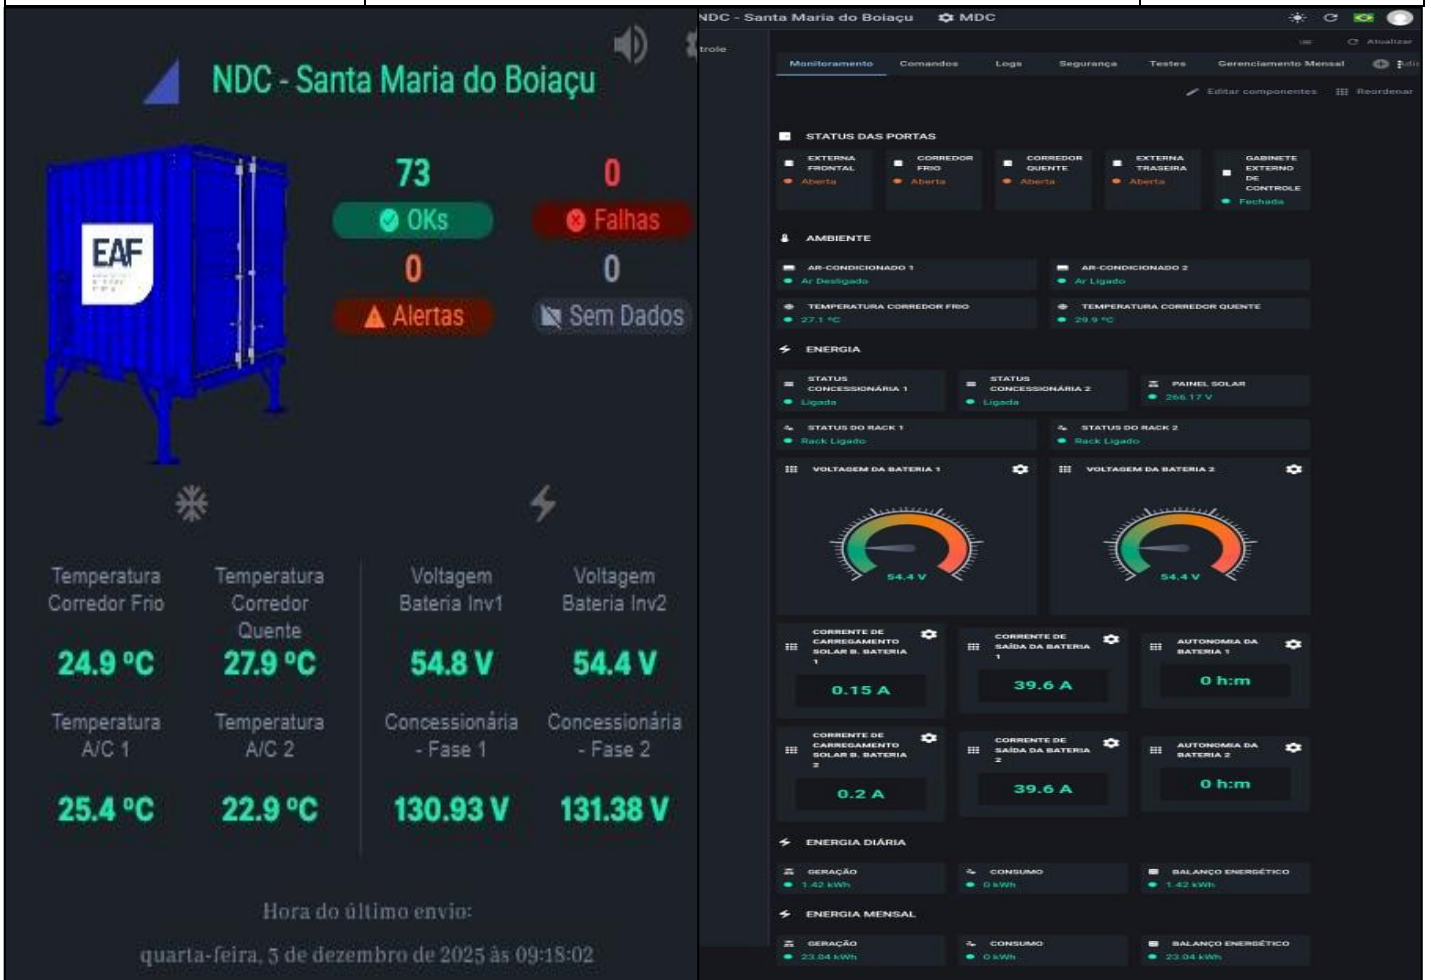 NDC - Santa Maria do Boiaçu
73
0
OKs
Falhas
0
0
Alertas
Sem Dados
EAF
Temperatura
Corredor Frio
24.9 ºC
Temperatura
Corredor
Quente
27.9 ºC
Voltagem
Bateria Inv1
54.8 V
Voltagem
Bateria Inv2
54.4 V
Temperatura
A/C 1
25.4 ºC
Temperatura
A/C 2
22.9 ºC
Concessionária
- Fase 1
130.93 V
Concessionária
- Fase 2
131.38 V
Hora do último envio:
quarta-feira, 3 de dezembro de 2025 às 09:18:02
NDC - Santa Maria do Boiaçu
MDC
trole
Atualizar
Monitoramento
Comandos
Logs
Segurança
Testes
Gerenciamento Mensal
Editar componentes
Reordenar
STATUS DAS PORTAS
EXTERNA
FRONTAL
Aberta
CORREDOR
FRIO
Aberta
CORREDOR
QUENTE
Aberta
EXTERNA
TRASEIRA
Aberta
GABINETE
EXTERNO
DE
CONTROLE
Fechada
AMBIENTE
AR-CONDICIONADO 1
Ar Desligado
AR-CONDICIONADO 2
Ar Ligado
TEMPERATURA CORREDOR FRIO
27.1 ºC
TEMPERATURA CORREDOR QUENTE
29.9 ºC
ENERGIA
STATUS
CONCESSIONÁRIA 1
Ligada
STATUS
CONCESSIONÁRIA 2
Ligada
PAINEL SOLAR
266.17 V
STATUS DO RACK 1
Rack Ligado
STATUS DO RACK 2
Rack Ligado
VOLTAGEM DA BATERIA 1
54.4 V
VOLTAGEM DA BATERIA 2
54.4 V
CORRENTE DE
CARREGAMENTO
SOLAR B. BATERIA
1
0.15 A
CORRENTE DE
SAÍDA DA BATERIA
1
39.6 A
AUTONOMIA DA
BATERIA 1
0 h:m
CORRENTE DE
CARREGAMENTO
SOLAR B. BATERIA
2
0.2 A
CORRENTE DE
SAÍDA DA BATERIA
2
39.6 A
AUTONOMIA DA
BATERIA 2
0 h:m
ENERGIA DIÁRIA
GERAÇÃO
1.42 kWh
CONSUMO
0 kWh
BALANÇO ENERGÉTICO
1.42 kWh
ENERGIA MENSAL
GERAÇÃO
23.04 kWh
CONSUMO
0 kWh
BALANÇO ENERGÉTICO
23.04 kWh